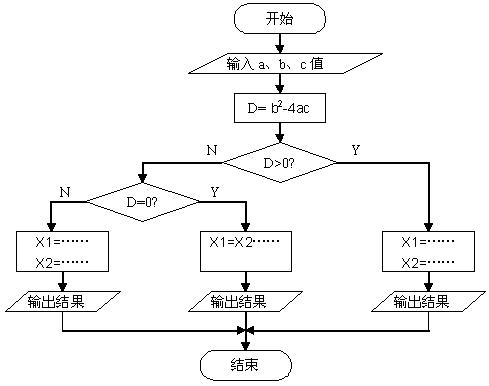 开始
输入 a、b、c 值
D= b²-4ac
D>0?
N
Y
D=0?
N
Y
X1=……
X2=……
X1=X2……
X1=……
X2=……
输出结果
输出结果
输出结果
结束